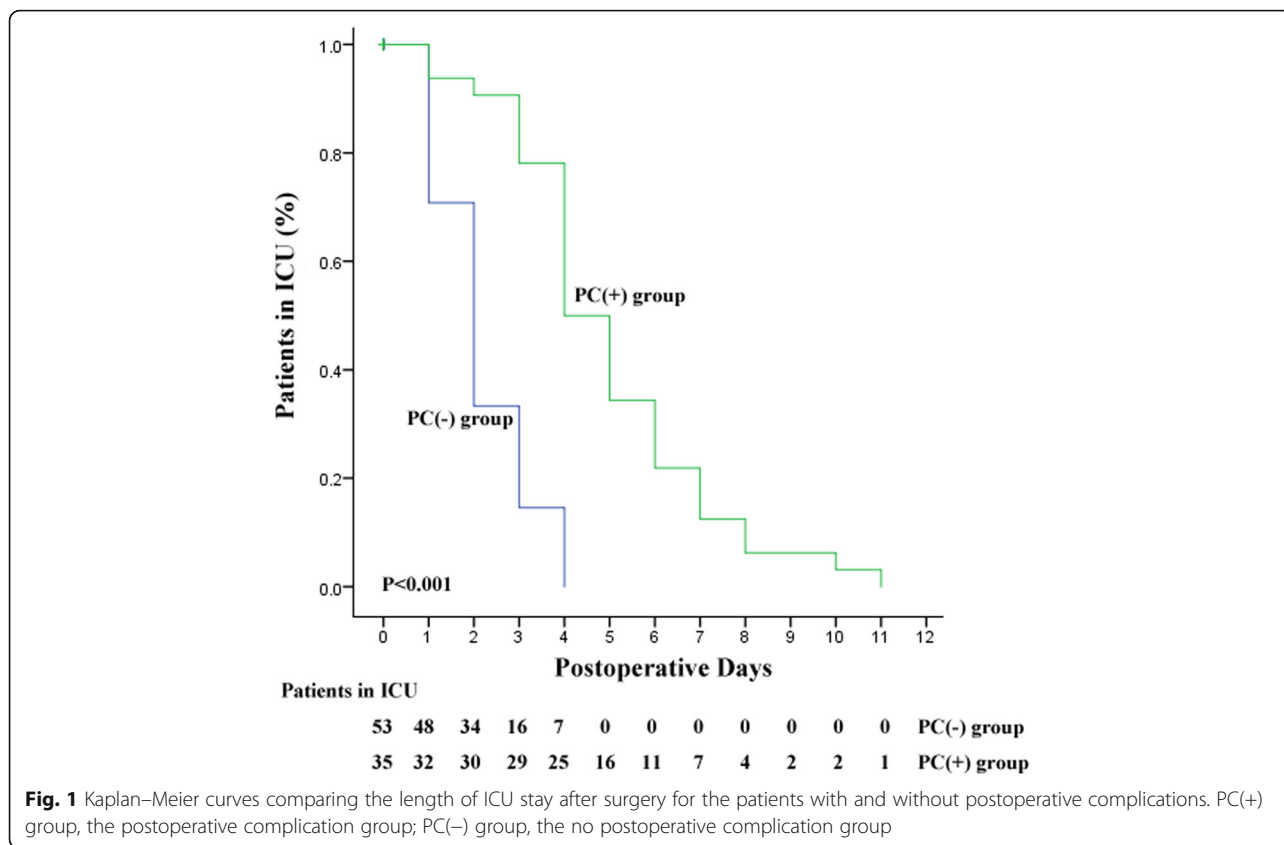 1.0
0.8
0.6
0.4
0.2
0.0
Patients in ICU (%)
PC(+) group
PC(-) group
P<0.001
0 1 2 3 4 5 6 7 8 9 10 11 12
Postoperative Days
Patients in ICU
53 48 34 16 7 0 0 0 0 0 0 0 PC(-) group
35 32 30 29 25 16 11 7 4 2 2 1 PC(+) group
Fig. 1 Kaplan–Meier curves comparing the length of ICU stay after surgery for the patients with and without postoperative complications. PC(+)
group, the postoperative complication group; PC(−) group, the no postoperative complication group